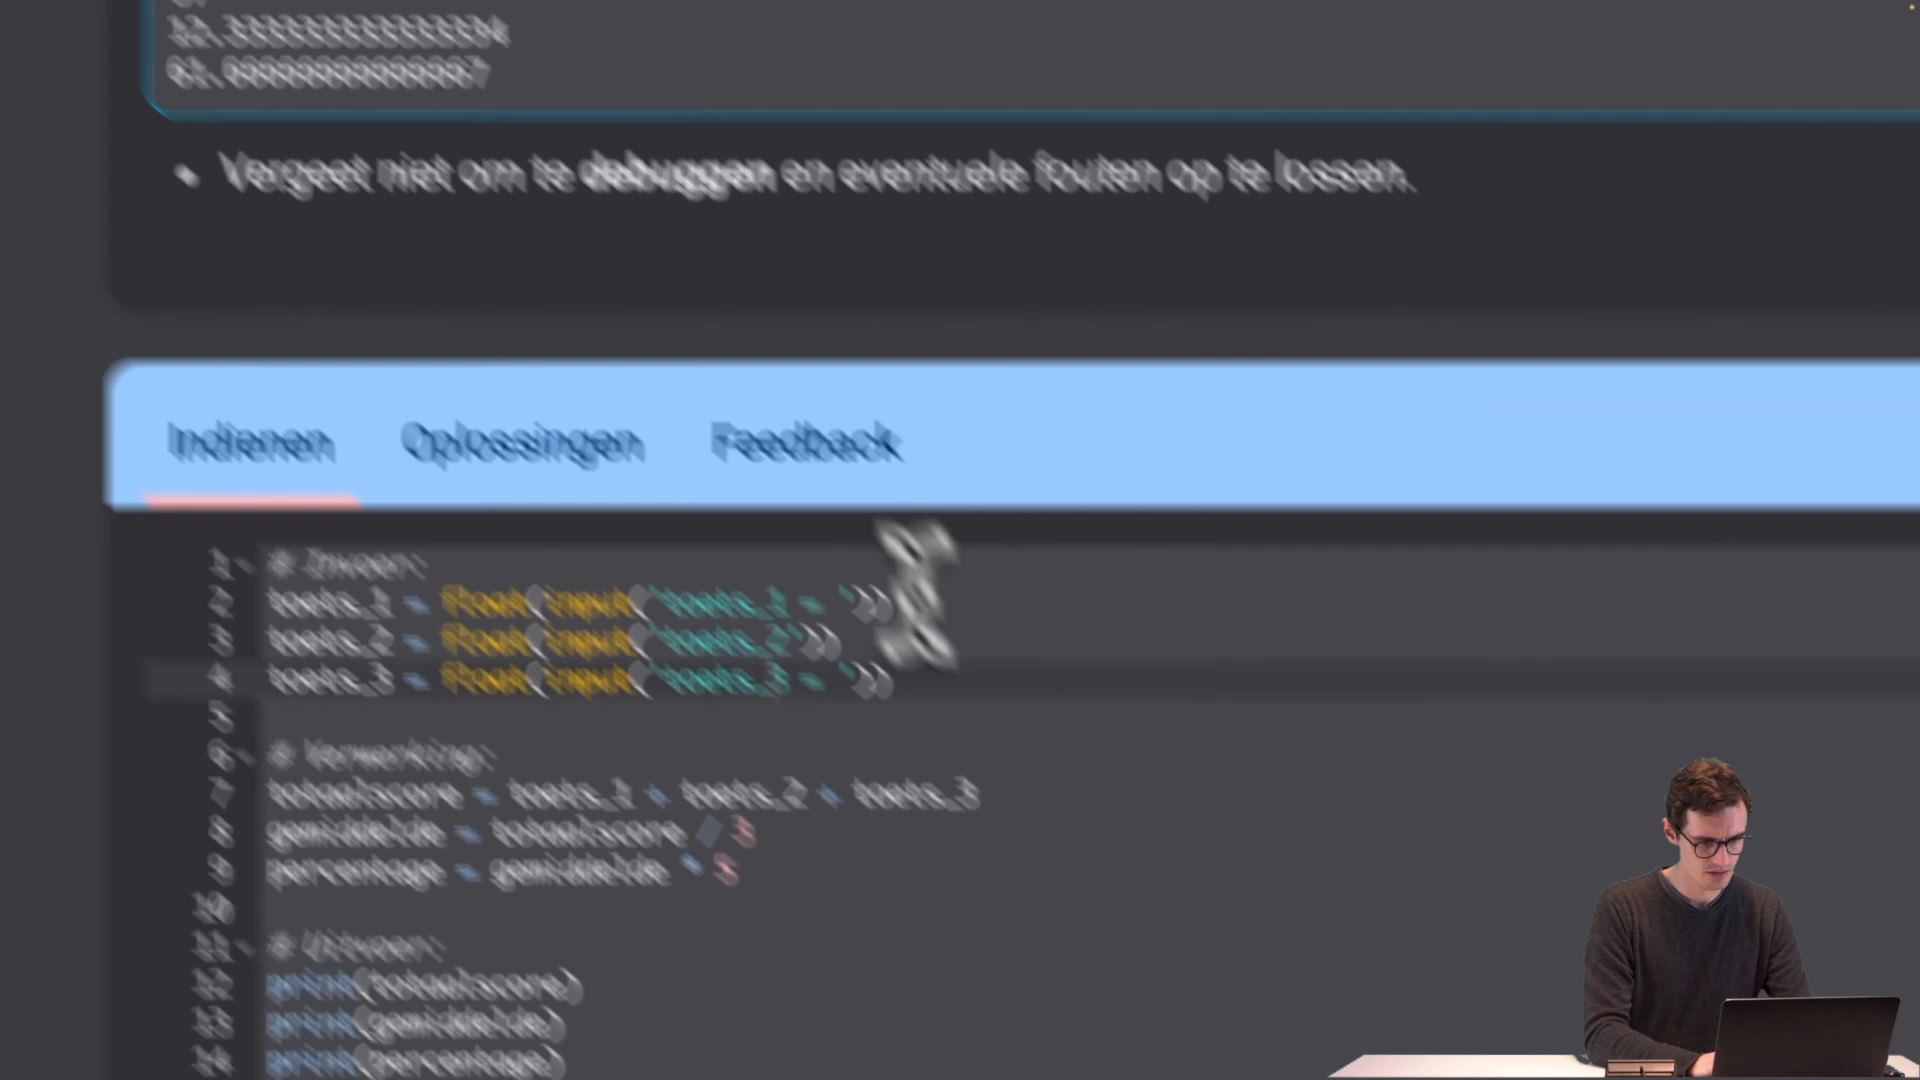 Vergeet niet om te debuggen en eventuele fouten op te lossen.
Indienen Oplossingen Feedback
1 # Invoer:
2 toets_1 = float(input('toets_1 = '))
3 toets_2 = float(input('toets_2'))
4 toets_3 = float(input('toets_3 = '))
5
6 # Verwerking:
7 totaalscore = toets_1 + toets_2 + toets_3
8 gemiddelde = totaalscore / 3
9 percentage = gemiddelde * 5
10
11 # Uitvoer:
12 print(totaalscore)
13 print(gemiddelde)
14 print(percentage)